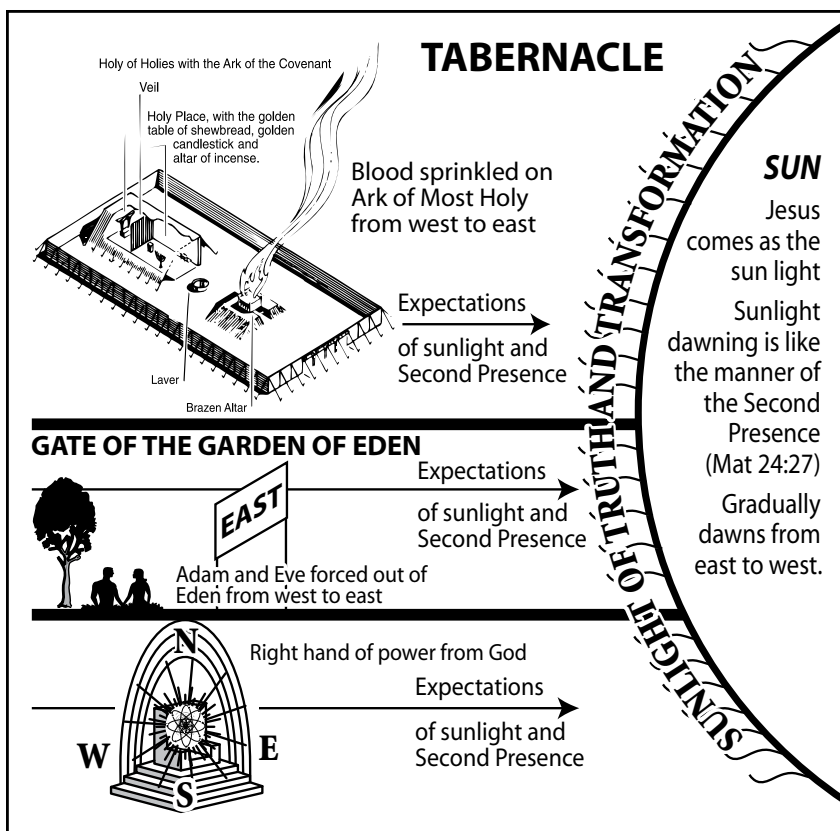 TABERNACLE
Holy of Holies with the Ark of the Covenant
Veil
Holy Place, with the golden
table of shewbread, golden
candlestick and
altar of incense.
Blood sprinkled on
Ark of Most Holy
from west to east
Expectations
of sunlight and
Second Presence
Laver
Brazen Altar
GATE OF THE GARDEN OF EDEN
Expectations
of sunlight and
Second Presence
EAST
Adam and Eve forced out of
Eden from west to east
N
W
E
S
Right hand of power from God
Expectations
of sunlight and
Second Presence
SUNLIGHT OF TRUTH AND TRANSFORMATION
SUN
Jesus
comes as the
sun light
Sunlight
dawning is like
the manner of
the Second
Presence
(Mat 24:27)
Gradually
dawns from
east to west.